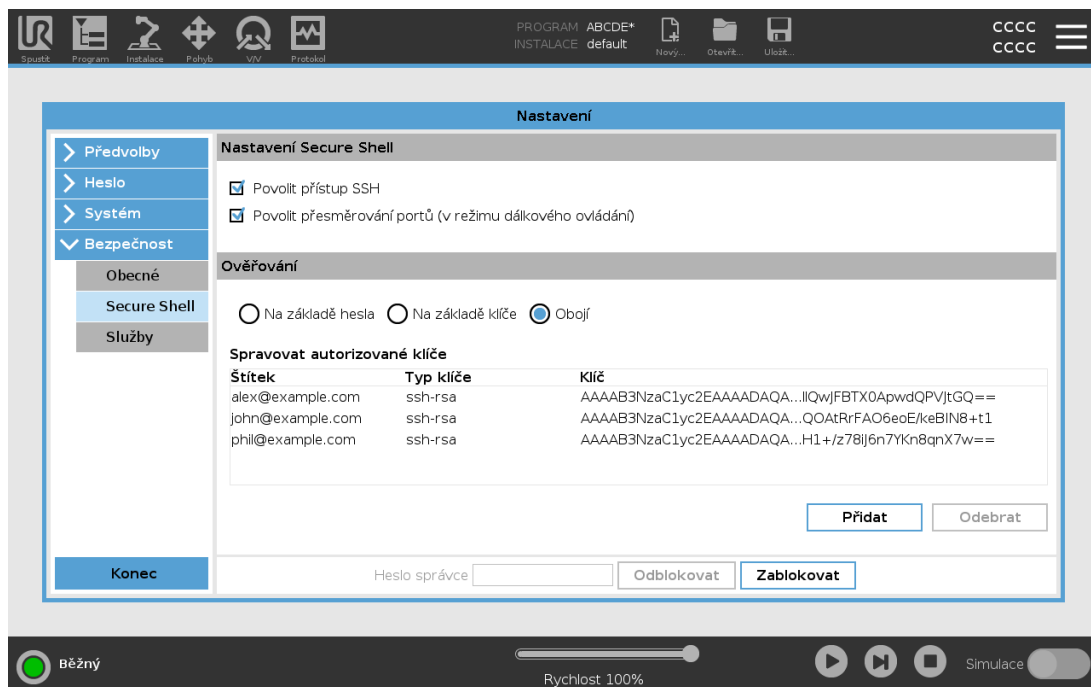 PROGRAM ABCDE*
INSTALACE default
Spustit Program Instalace Pohyb V/V Protokol
Nový... Otevřít... Uložit...
CCCC
CCCC
Nastavení
Předvolby
Heslo
Systém
Bezpečnost
Obecné
Secure Shell
Služby
Konec
Nastavení Secure Shell
Povolit přístup SSH
Povolit přesměrování portů (v režimu dálkového ovládání)
Ověřování
Na základě hesla Na základě klíče Obojí
Spravovat autorizované klíče
Štítek Typ klíče Klíč
alex@example.com ssh-rsa AAAAB3NzaC1yc2EAAAADAQA...
john@example.com ssh-rsa AAAAB3NzaC1yc2EAAAADAQA...QOAtRrFAO6eoE/keBIN8+t1
phil@example.com ssh-rsa AAAAB3NzaC1yc2EAAAADAQA...
Přidat Odebrat
Heslo správce Odblokovat Zablokovat
Běžný
Rychlost 100%
Simulace